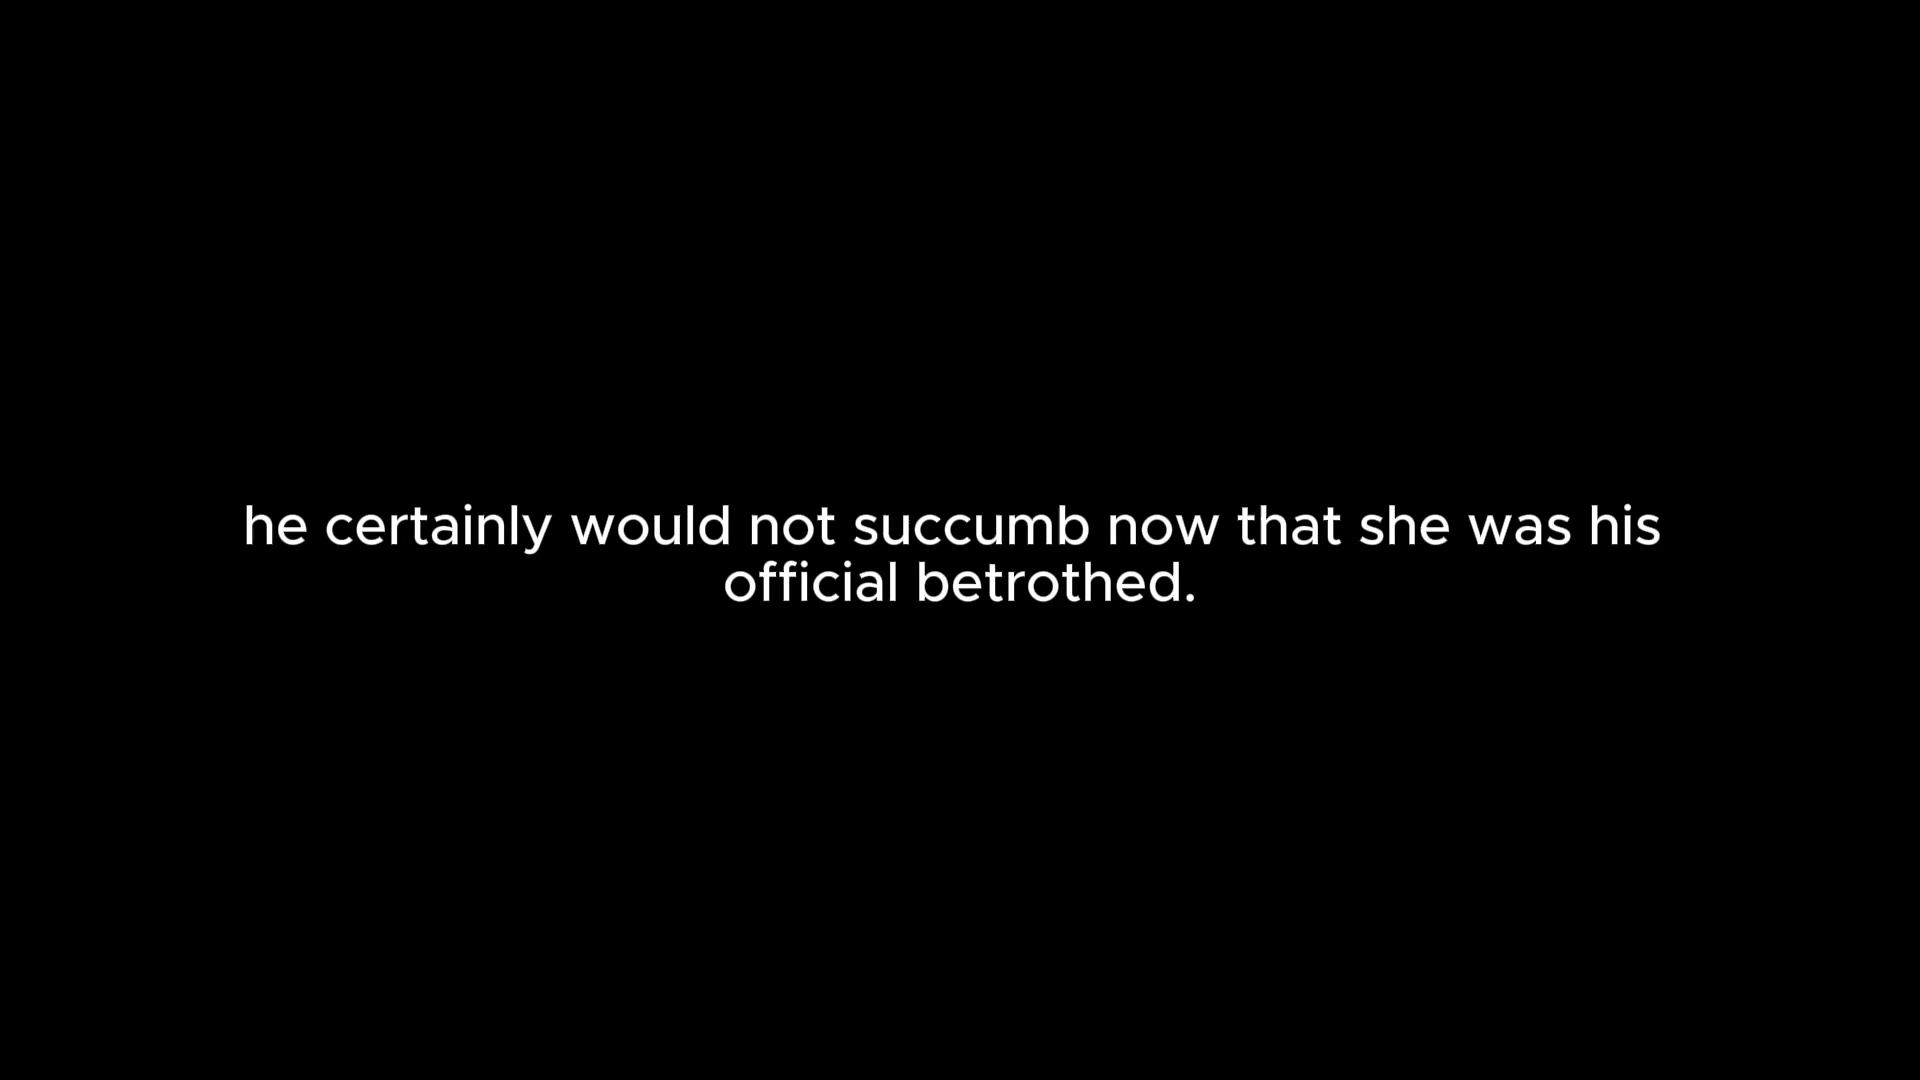 he certainly would not succumb now that she was his
official betrothed.